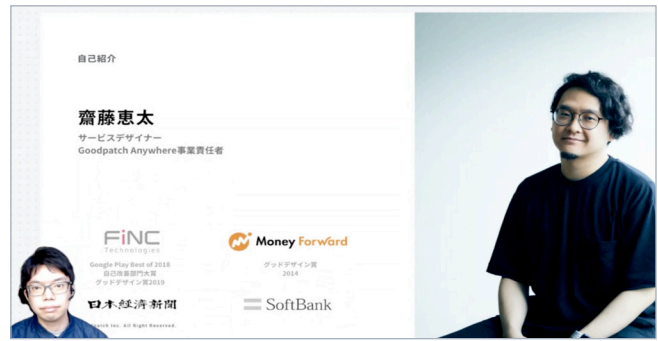 自己紹介
齋藤恵太
サービスデザイナー
Goodpatch Anywhere事業責任者
FiNC
Technologies
Money Forward
Google Play Best of 2018
自己改善部門大賞
グッドデザイン賞2019
グッドデザイン賞
2014
日本経済新聞
SoftBank
Inc. All Right Reserved.